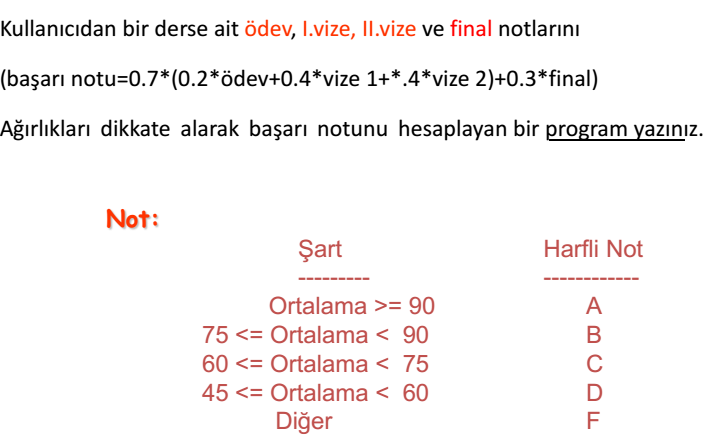 Kullanıcıdan bir derse ait ödev, I.vize, II.vize ve final notlarını
(başarı notu=0.7*(0.2*ödev+0.4*vize 1+*.4*vize 2)+0.3*final)
Ağırlıkları dikkate alarak başarı notunu hesaplayan bir program yazınız.
Not:
Şart Harfli Not
--------- ------------
Ortalama >= 90 A
75 <= Ortalama < 90 B
60 <= Ortalama < 75 C
45 <= Ortalama < 60 D
Diğer F